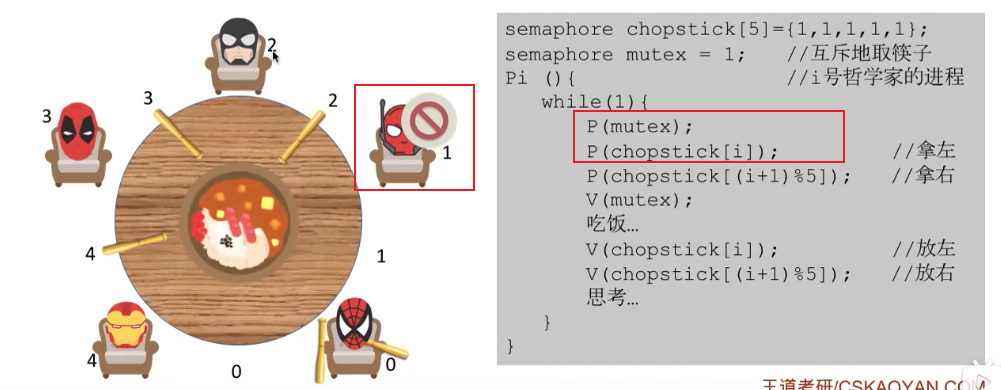 2
3
2
3
1
4
1
4
0
0
semaphore chopstick[5]={1,1,1,1,1};
semaphore mutex = 1; //互斥地取筷子
Pi (){ //i号哲学家的进程
while(1){
P(mutex);
P(chopstick[i]); //拿左
P(chopstick[(i+1)%5]); //拿右
V(mutex);
吃饭…
V(chopstick[i]); //放左
V(chopstick[(i+1)%5]); //放右
思考…
}
}
王道考研/CSKAOYAN.COM